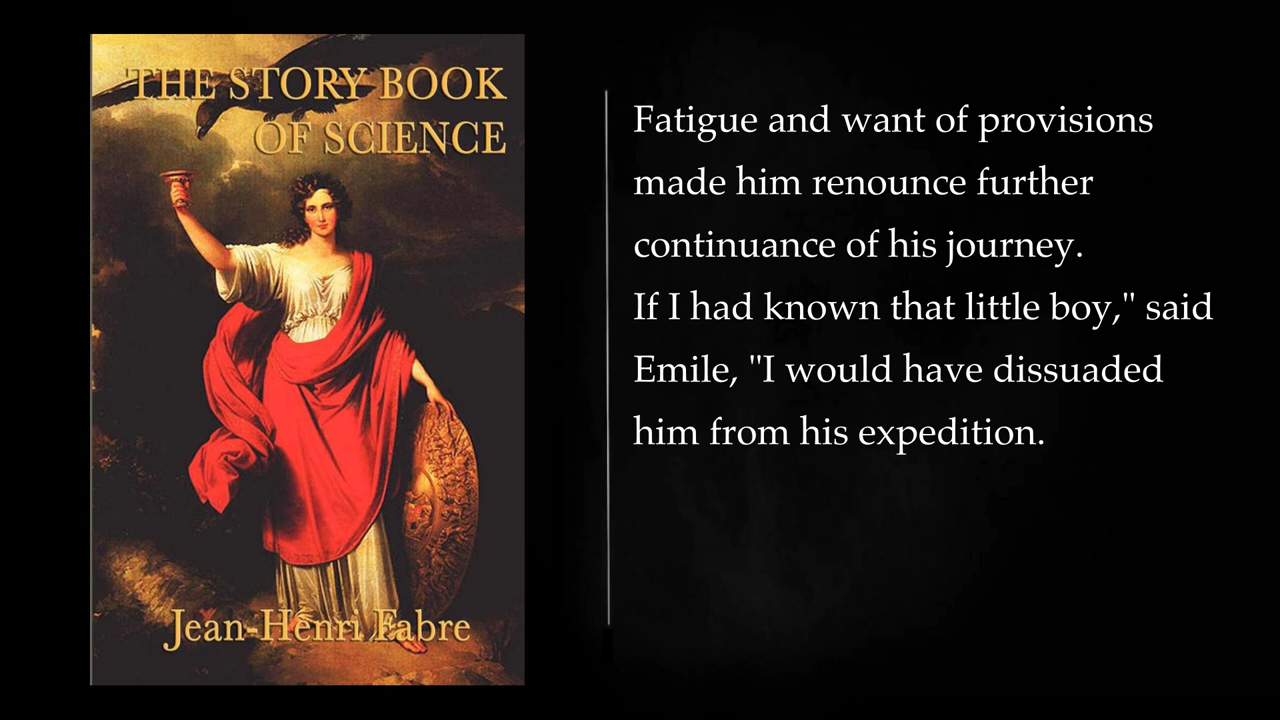 THE STORY BOOK
OF SCIENCE
Jean-Henri Fabre
Fatigue and want of provisions
made him renounce further
continuance of his journey.
If I had known that little boy," said
Emile, "I would have dissuaded
him from his expedition.